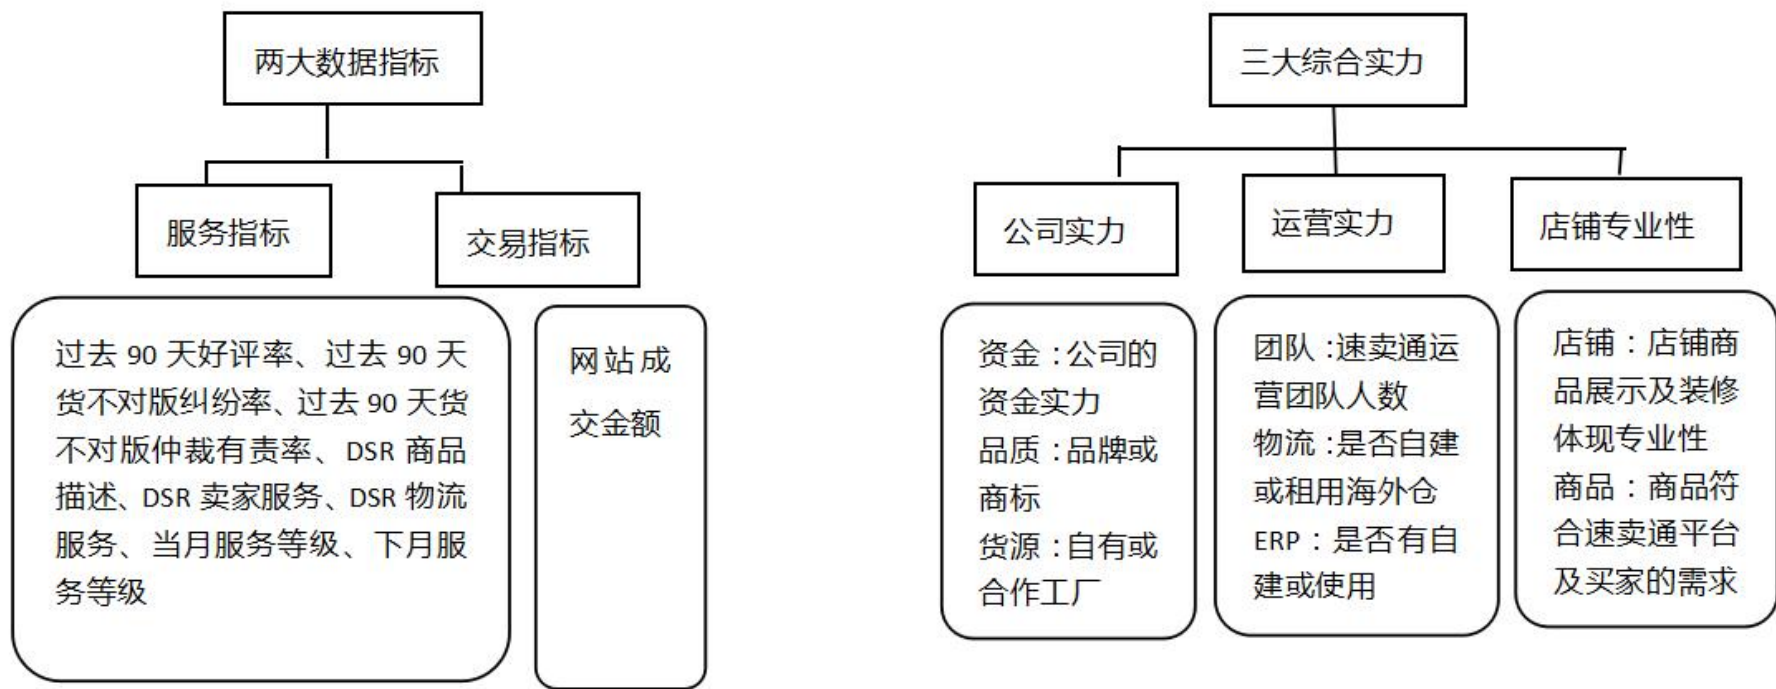 两大数据指标
服务指标
交易指标
过去 90 天好评率、过去 90 天
货不对版纠纷率、过去 90 天货
不对版仲裁有责率、DSR 商品
描述、DSR 卖家服务、DSR 物流
服务、当月服务等级、下月服
务等级
网站成
交金额
三大综合实力
公司实力
运营实力
店铺专业性
资金：公司的
资金实力
品质：品牌或
商标
货源：自有或
合作工厂
团队：速卖通运
营团队人数
物流：是否自建
或租用海外仓
ERP：是否有自
建或使用
店铺：店铺商
品展示及装修
体现专业性
商品：商品符
合速卖通平台
及买家的需求